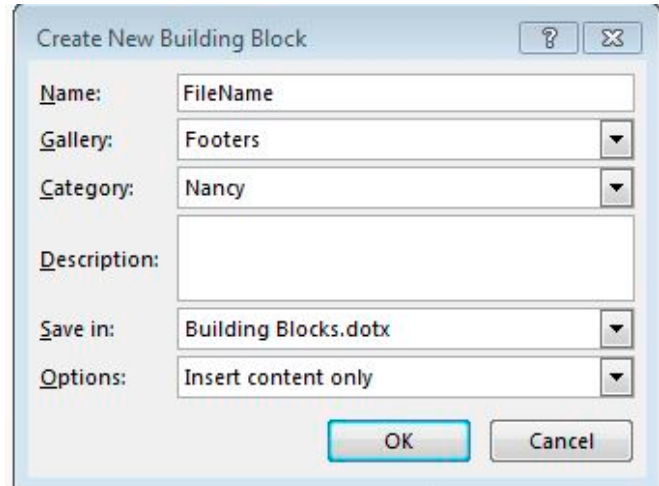 Create New Building Block
Name: FileName
Gallery: Footers
Category: Nancy
Description:
Save in: Building Blocks.dotx
Options: Insert content only
OK Cancel